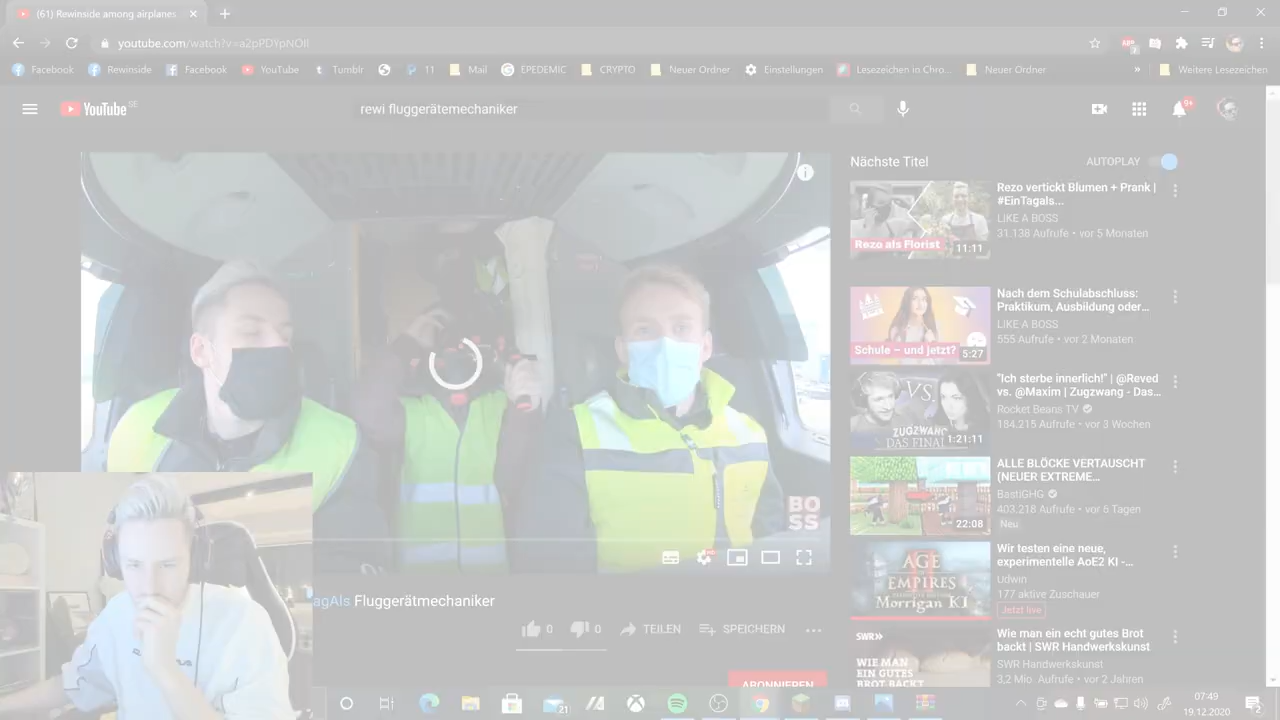 (61) Rewinside among airplanes
youtube.com/watch?v=a2pPDYpNOII
Facebook Rewinside Facebook YouTube Tumblr 11 Mail EPEDEMIC CRYPTO Neuer Ordner Einstellungen Lesezeichen in Chro... Neuer Ordner » Weitere Lesezeichen
YouTube SE
rewi fluggerätemechaniker
9+
Nächste Titel
AUTOPLAY
Rezo als Florist
11:11
Rezo vertickt Blumen + Prank |
#EinTagals...
LIKE A BOSS
31.138 Aufrufe • vor 5 Monaten
Schule – und jetzt?
5:27
Nach dem Schulabschluss:
Praktikum, Ausbildung oder...
LIKE A BOSS
555 Aufrufe • vor 2 Monaten
VS.
ZUGZWANG
DAS FINAL
1:21:11
"Ich sterbe innerlich!" | @Reved
vs. @Maxim | Zugzwang - Das...
Rocket Beans TV
184.215 Aufrufe • vor 3 Wochen
22:08
ALLE BLÖCKE VERTAUSCHT
(NEUER EXTREME...
BastiGHG
403.218 Aufrufe • vor 6 Tagen
Neu
AGE
OF
EMPIRES
Morrigan KI
Wir testen eine neue,
experimentelle AoE2 KI -...
Udwin
177 aktive Zuschauer
Jetzt live
SWR»
WIE MAN
EIN GUTES
BROT BACKT
Wie man ein echt gutes Brot
backt | SWR Handwerkskunst
SWR Handwerkskunst
3,2 Mio. Aufrufe • vor 2 Jahren
BO
SS
agAls Fluggerätmechaniker
0 0 TEILEN SPEICHERN
ABONNIEREN
21
07:49
19.12.2020
2